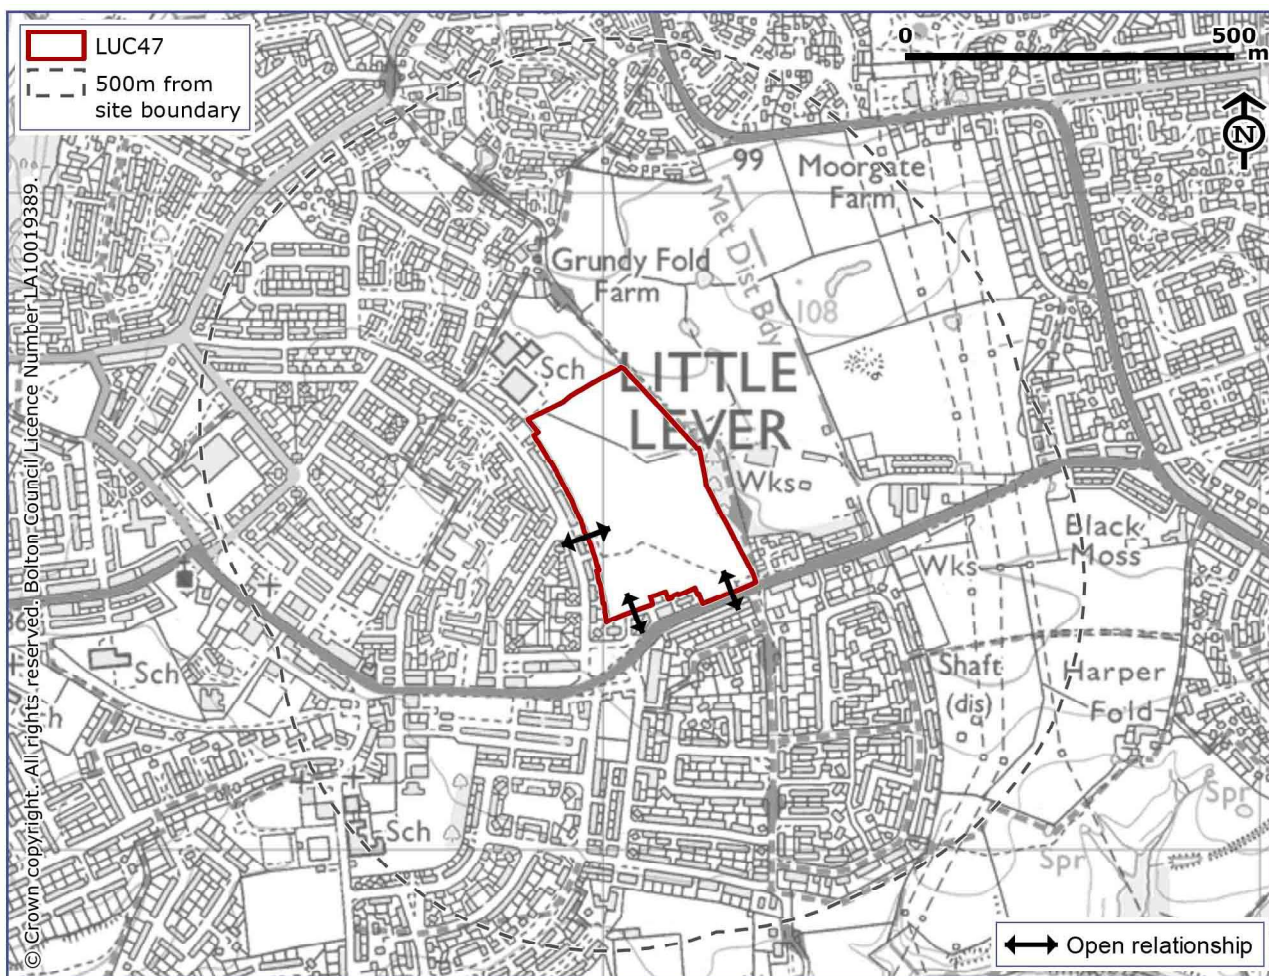 LUC47
500m from
site boundary
0
500
m
N
99
Moorgate
Farm
Met Dist Bdy
Grundy Fold
Farm
108
Sch
LITTLE
LEVER
Wks
Black
Moss
Wks
Sch
Shaft
(dis)
Harper
Fold
Sch
Spr
Spr
Open relationship
© Crown copyright. All rights reserved. Bolton Council Licence Number LA10019389.